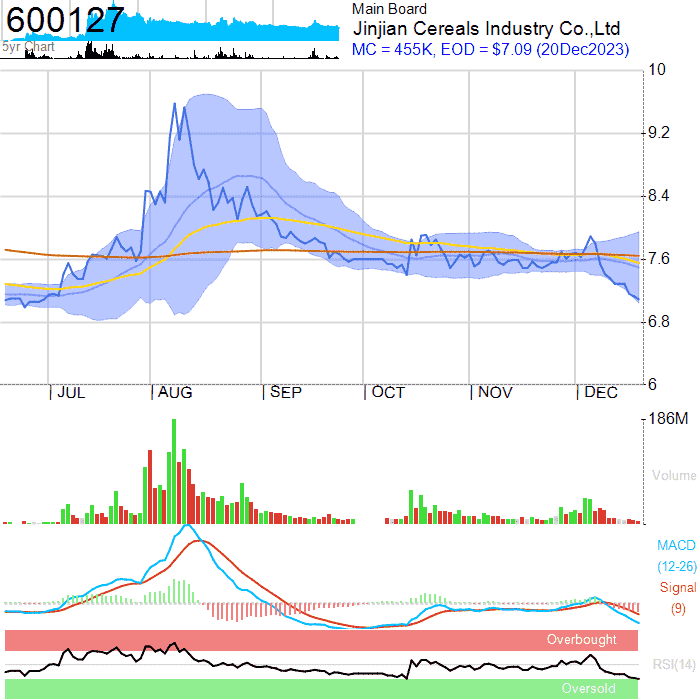 600127
5yr Chart
Main Board
Jinjian Cereals Industry Co.,Ltd
MC = 455K, EOD = $7.09 (20Dec2023)
10
9.2
8.4
7.6
6.8
6
JUL AUG SEP OCT NOV DEC
186M
Volume
MACD
(12-26)
Signal
(9)
Overbought
RSI(14)
Oversold